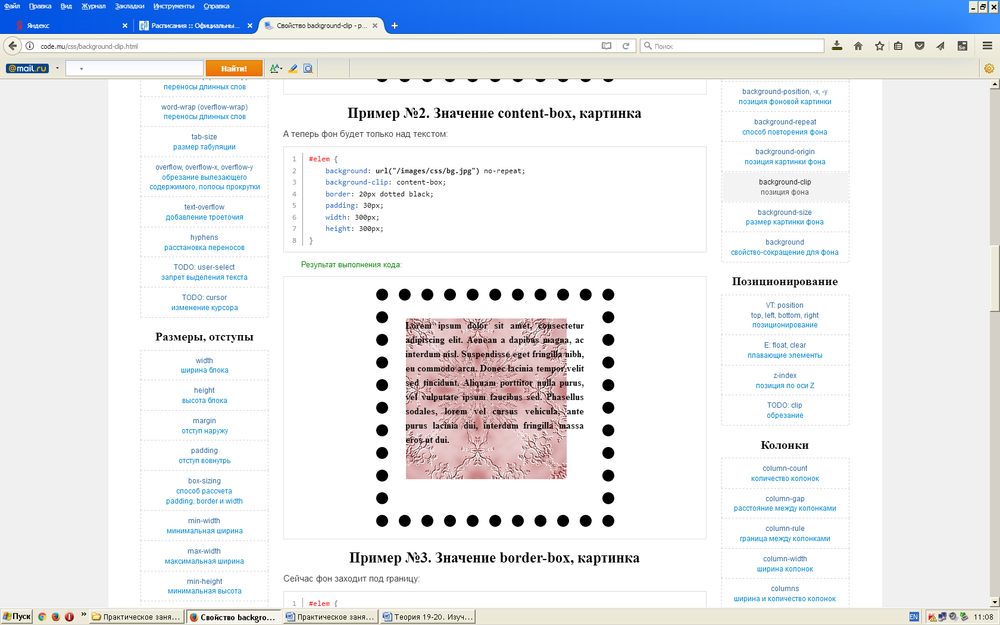 Файл Правка Вид Журнал Закладки Инструменты Справка
Яндекс
Расписания :: Официальны...
Свойство background-clip - р...
code.mu/css/background-clip.html
Поиск
@mail.ru
Найти!
переносы длинных слов
word-wrap (overflow-wrap)
переносы длинных слов
tab-size
размер табуляции
overflow, overflow-x, overflow-y
обрезание вылезающего
содержимого, полосы прокрутки
text-overflow
добавление троеточия
hyphens
расстановка переносов
TODO: user-select
запрет выделения текста
TODO: cursor
изменение курсора
Размеры, отступы
width
ширина блока
height
высота блока
margin
отступ наружу
padding
отступ вовнутрь
box-sizing
способ рассчета
padding, border и width
min-width
минимальная ширина
max-width
максимальная ширина
min-height
минимальная высота
Пример №2. Значение content-box, картинка
А теперь фон будет только над текстом:
1 #elem {
2 background: url("/images/css/bg.jpg") no-repeat;
3 background-clip: content-box;
4 border: 20px dotted black;
5 padding: 30px;
6 width: 300px;
7 height: 300px;
8 }
Результат выполнения кода:
Lorem ipsum dolor sit amet, consectetur
adipiscing elit. Aenean a dapibus magna, ac
interdum nisl. Suspendisse eget fringilla nibh,
eu commodo arcu. Donec lacinia tempor velit
sed tincidunt. Aliquam porttitor nulla purus,
vel vulputate ipsum faucibus sed. Phasellus
sodales, lorem vel cursus vehicula, ante
purus lacinia dui, interdum fringilla massa
eros ut dui.
Пример №3. Значение border-box, картинка
Сейчас фон заходит под границу:
1 #elem {
background-position, -x, -y
позиция фоновой картинки
background-repeat
способ повторения фона
background-origin
позиция картинки фона
background-clip
позиция фона
background-size
размер картинки фона
background
свойство-сокращение для фона
Позиционирование
VT: position
top, left, bottom, right
позиционирование
E: float, clear
плавающие элементы
z-index
позиция по оси Z
TODO: clip
обрезание
Колонки
column-count
количество колонок
column-gap
расстояние между колонками
column-rule
граница между колонками
column-width
ширина колонок
columns
ширина и количество колонок
Пуск
Практическое заня...
Свойство backgro...
Практическое заня...
Теория 19-20. Изуч...
EN
11:08